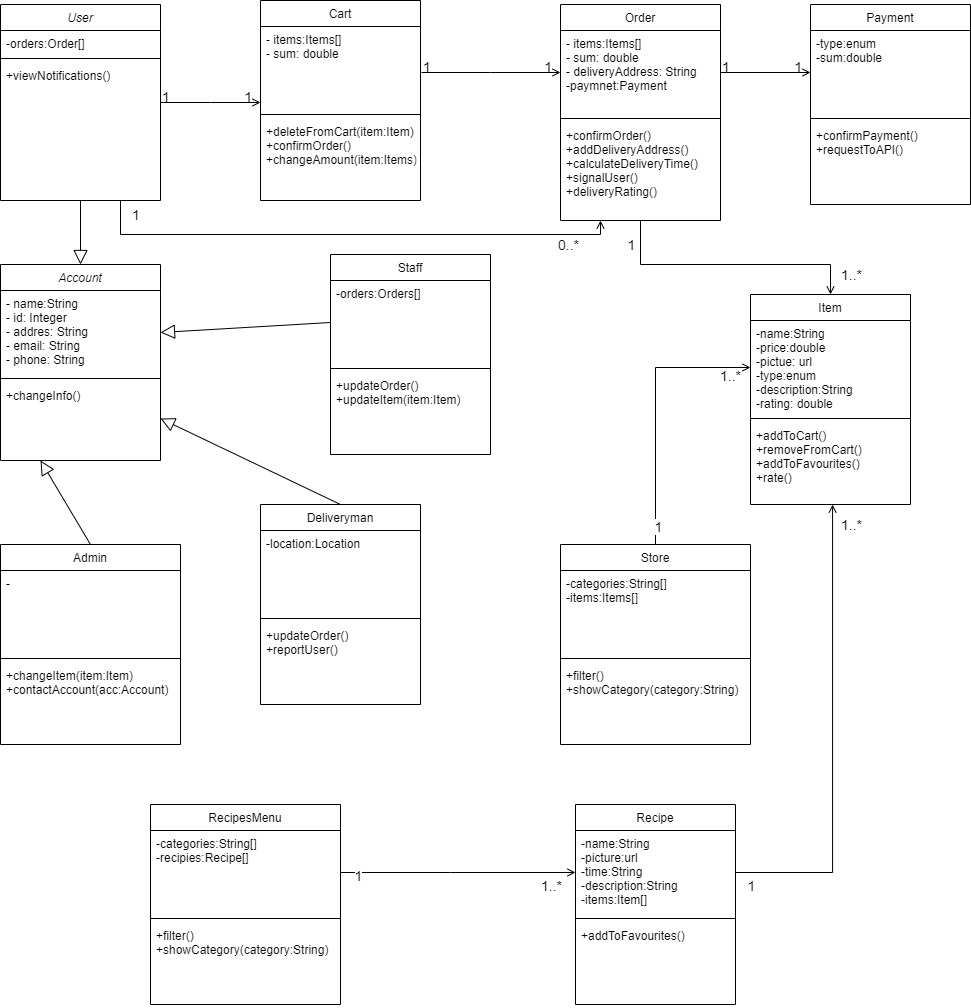 User
-orders:Order[]
+viewNotifications()
1
1
Cart
- items:Items[]
- sum: double
+deleteFromCart(item:Item)
+confirmOrder()
+changeAmount(item:Items)
1
1
Order
- items:Items[]
- sum: double
- deliveryAddress: String
-paymnet:Payment
+confirmOrder()
+addDeliveryAddress()
+calculateDeliveryTime()
+signalUser()
+deliveryRating()
1
1
Payment
-type:enum
-sum:double
+confirmPayment()
+requestToAPI()
1
0..*
1
1..*
Account
- name:String
- id: Integer
- addres: String
- email: String
- phone: String
+changeInfo()
Staff
-orders:Orders[]
+updateOrder()
+updateItem(item:Item)
Item
-name:String
-price:double
-pictue: url
-type:enum
-description:String
-rating: double
+addToCart()
+removeFromCart()
+addToFavourites()
+rate()
1..*
1
1..*
Admin
-
+changeItem(item:Item)
+contactAccount(acc:Account)
Deliveryman
-location:Location
+updateOrder()
+reportUser()
Store
-categories:String[]
-items:Items[]
+filter()
+showCategory(category:String)
RecipesMenu
-categories:String[]
-recipies:Recipe[]
+filter()
+showCategory(category:String)
1
1..*
Recipe
-name:String
-picture:url
-time:String
-description:String
-items:Item[]
+addToFavourites()
1